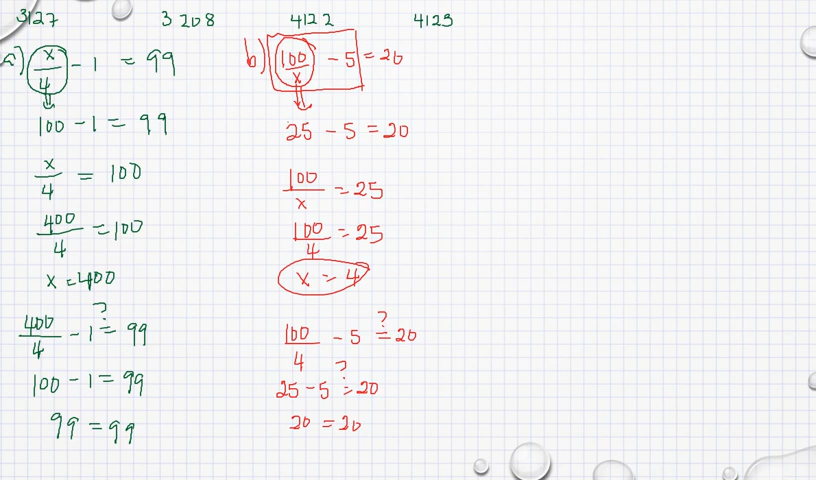 3127 3208 4122 4123
a) x/4 - 1 = 99
100 - 1 = 99
x/4 = 100
400/4 = 100
x = 400
400/4 - 1 ?= 99
100 - 1 = 99
99 = 99
b) 100/x - 5 = 20
25 - 5 = 20
100/x = 25
100/4 = 25
x = 4
100/4 - 5 ?= 20
25 - 5 ?= 20
20 = 20